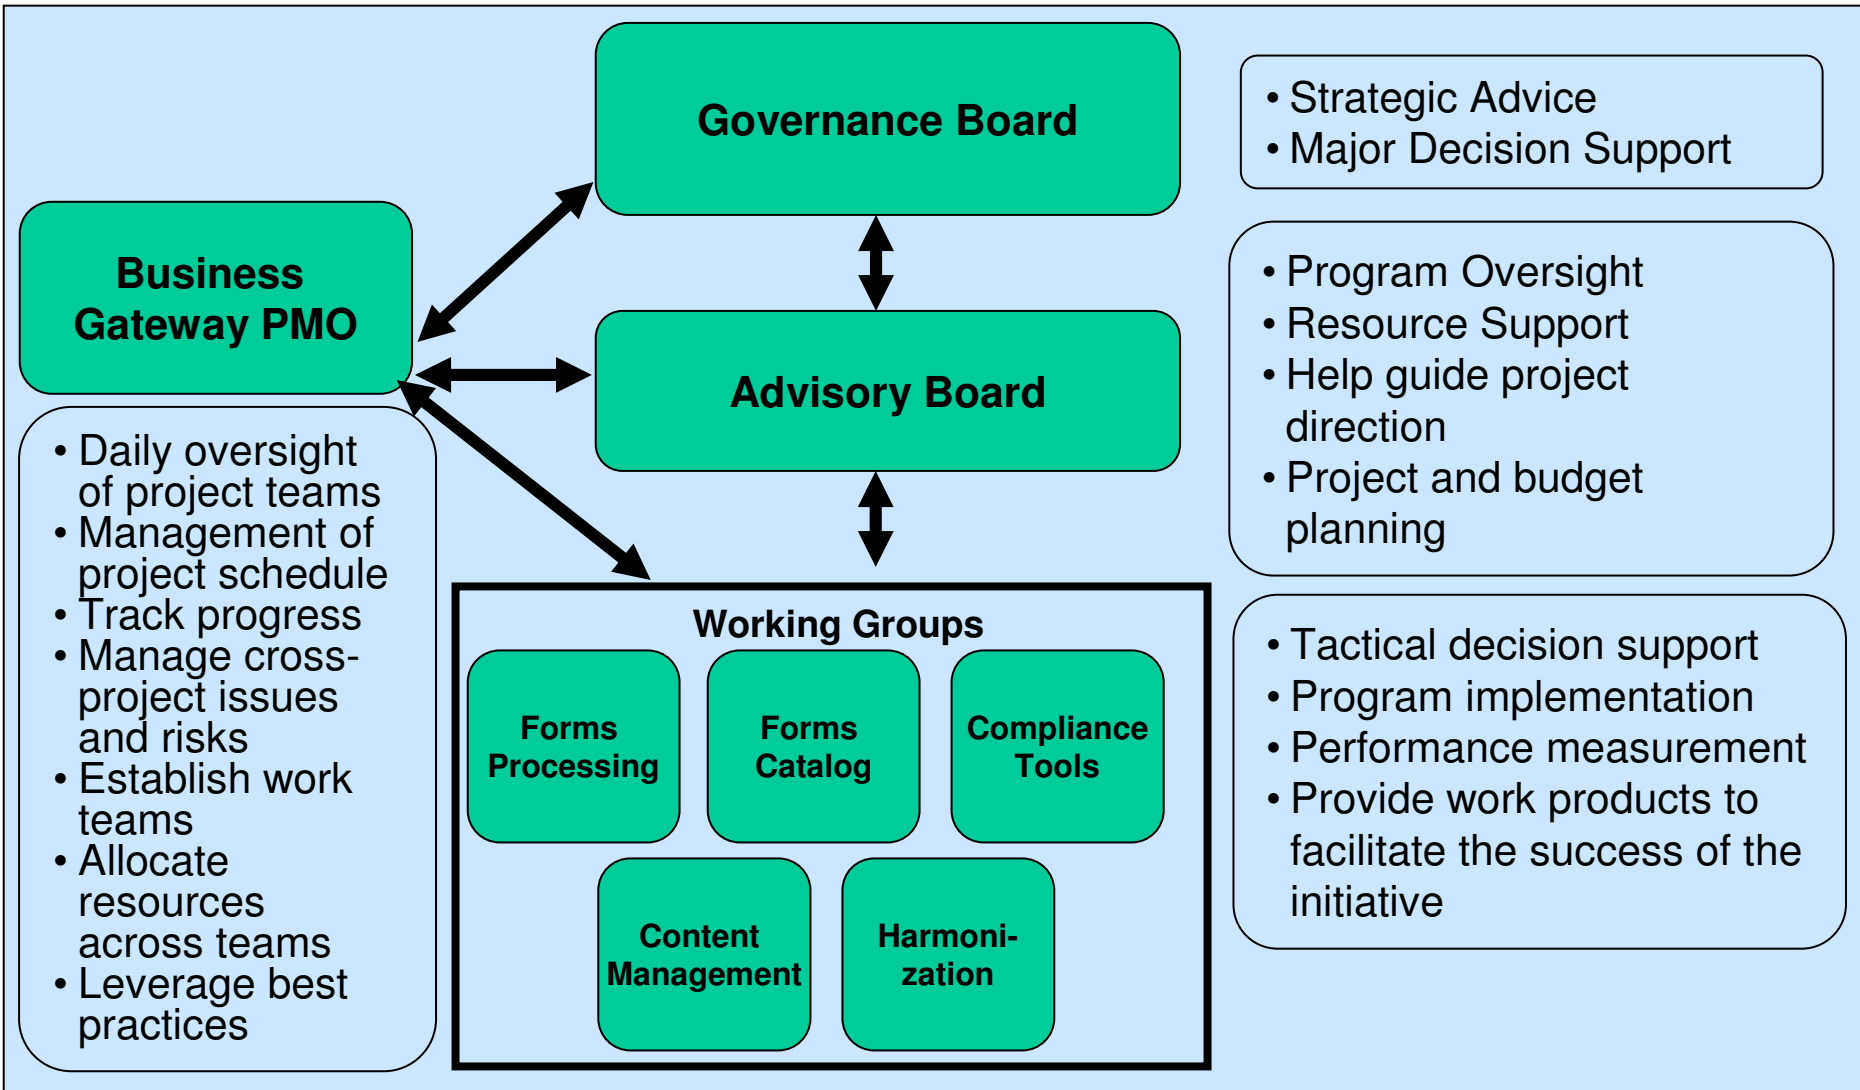 Governance Board
• Strategic Advice
• Major Decision Support
Business
Gateway PMO
Advisory Board
• Program Oversight
• Resource Support
• Help guide project
direction
• Project and budget
planning
• Daily oversight
of project teams
• Management of
project schedule
• Track progress
• Manage cross-
project issues
and risks
• Establish work
teams
• Allocate
resources
across teams
• Leverage best
practices
Working Groups
Forms
Processing
Forms
Catalog
Compliance
Tools
Content
Management
Harmoni-
zation
• Tactical decision support
• Program implementation
• Performance measurement
• Provide work products to
facilitate the success of the
initiative